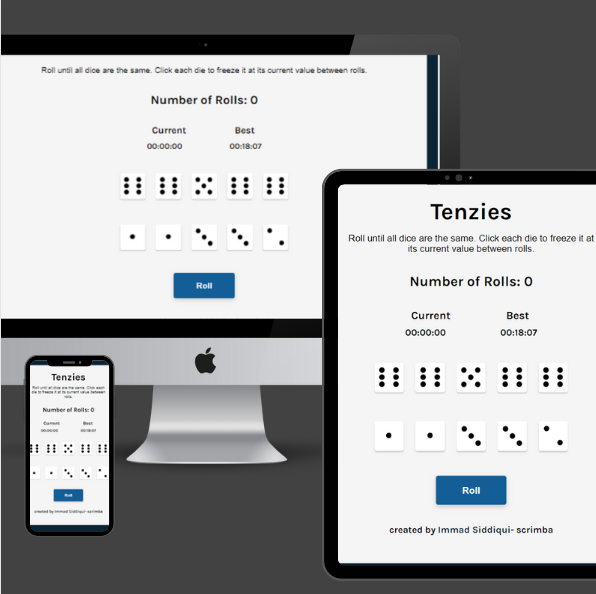 Roll until all dice are the same. Click each die to freeze it at its current value between rolls.
Number of Rolls: 0
Current Best
00:00:00 00:18:07
Roll
Tenzies
Roll until all dice are the same. Click each die to freeze it at
its current value between rolls.
Number of Rolls: 0
Current Best
00:00:00 00:18:07
Roll
created by Immad Siddiqui- scrimba
Tenzies
Roll until all dice are the same. Click each
die to freeze it at its current value between
rolls.
Number of Rolls: 0
Current Best
00:00:00 00:18:07
Roll
created by Immad Siddiqui- scrimba